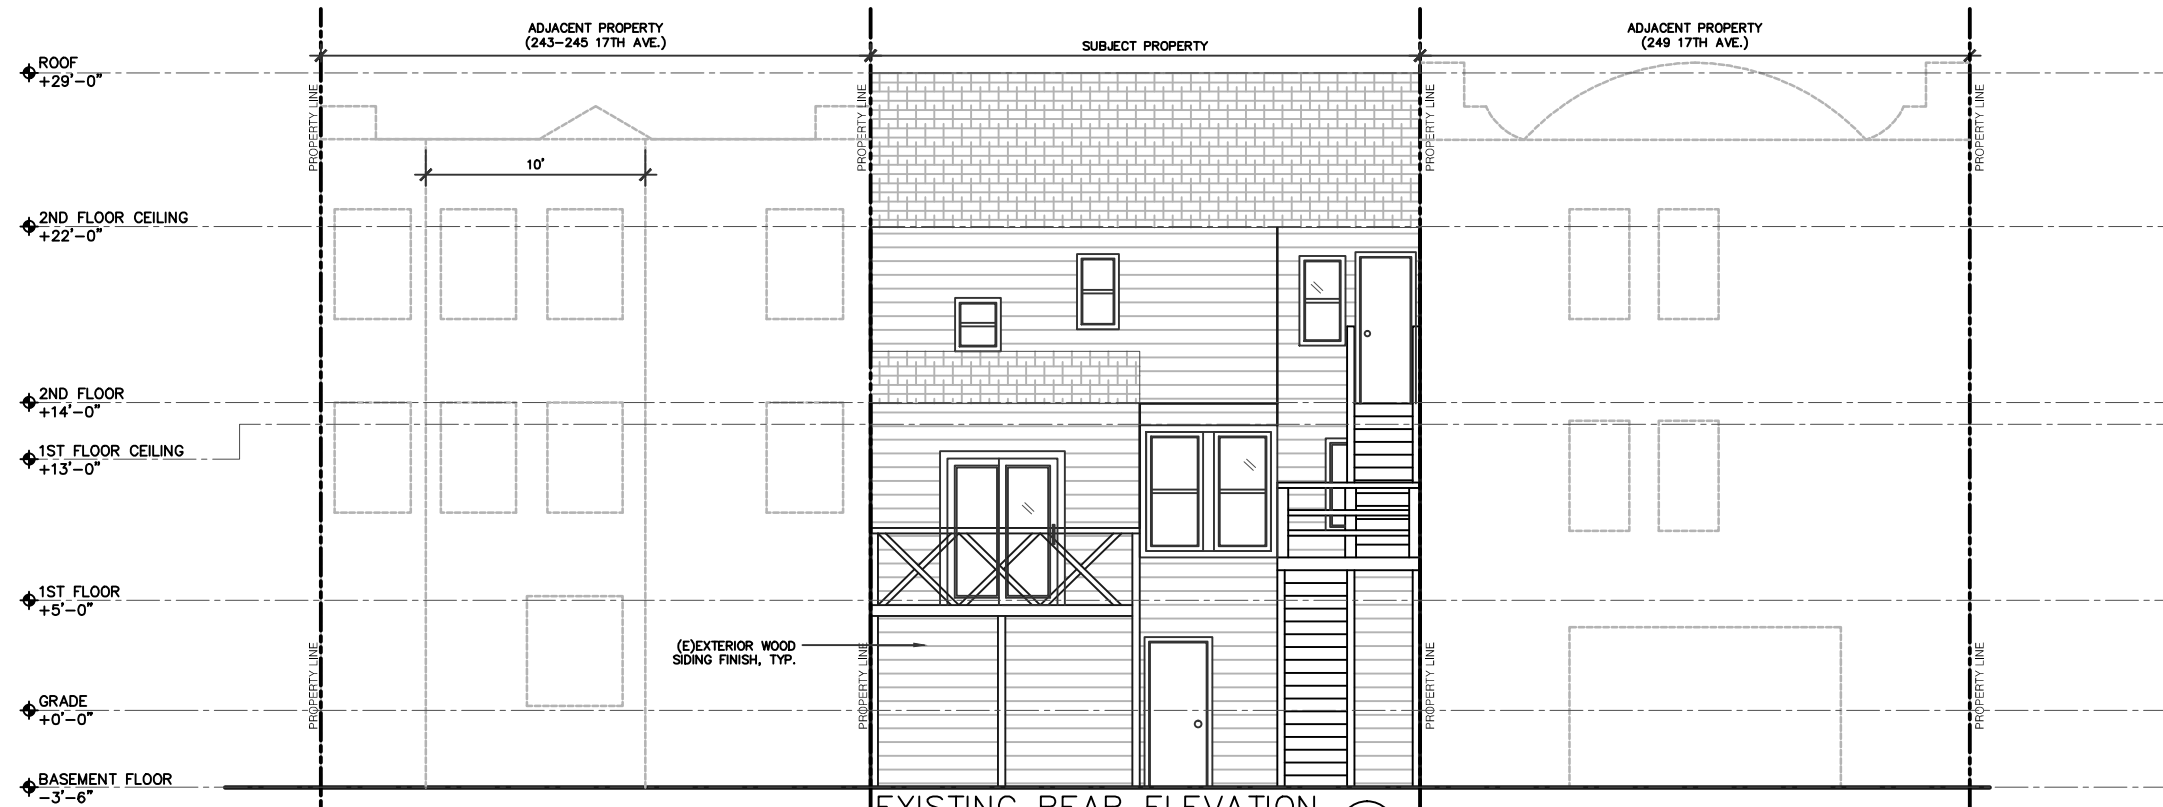 ADJACENT PROPERTY
(243-245 17TH AVE.)
SUBJECT PROPERTY
ADJACENT PROPERTY
(249 17TH AVE.)
ROOF
+29'-0"
PROPERTY LINE
PROPERTY LINE
PROPERTY LINE
PROPERTY LINE
10'
2ND FLOOR CEILING
+22'-0"
2ND FLOOR
+14'-0"
1ST FLOOR CEILING
+13'-0"
1ST FLOOR
+5'-0"
(E)EXTERIOR WOOD
SIDING FINISH, TYP.
PROPERTY LINE
PROPERTY LINE
PROPERTY LINE
PROPERTY LINE
GRADE
+0'-0"
BASEMENT FLOOR
-3'-6"
EXISTING REAR ELEVATION